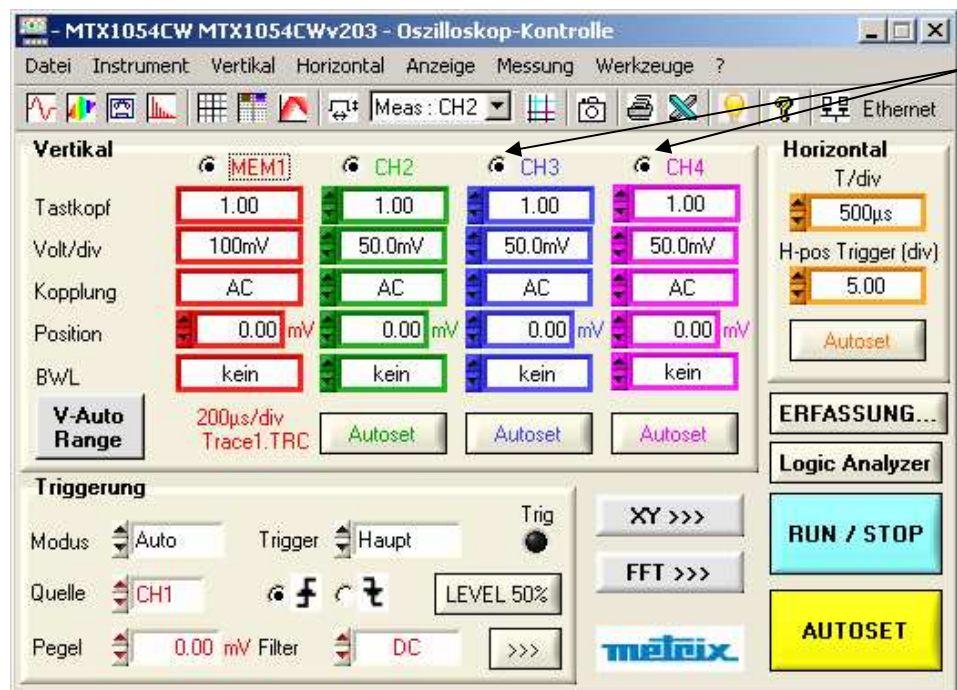 - MTX1054CW MTX1054CWv203 - Oszilloskop-Kontrolle
Datei Instrument Vertikal Horizontal Anzeige Messung Werkzeuge ?
Meas : CH2 Ethernet
Vertikal
MEM1 CH2 CH3 CH4
Tastkopf 1.00 1.00 1.00 1.00
Volt/div 100mV 50.0mV 50.0mV 50.0mV
Kopplung AC AC AC AC
Position 0.00 mV 0.00 mV 0.00 mV 0.00 mV
BWL kein kein kein kein
V-Auto Range
200µs/div
Trace1.TRC
Autoset Autoset Autoset
Horizontal
T/div
500µs
H-pos Trigger (div)
5.00
Autoset
ERFASSUNG...
Logic Analyzer
RUN / STOP
AUTOSET
Triggerung
Modus Auto Trigger Haupt Trig
Quelle CH1 LEVEL 50%
Pegel 0.00 mV Filter DC >>>
XY >>>
FFT >>>
metrix